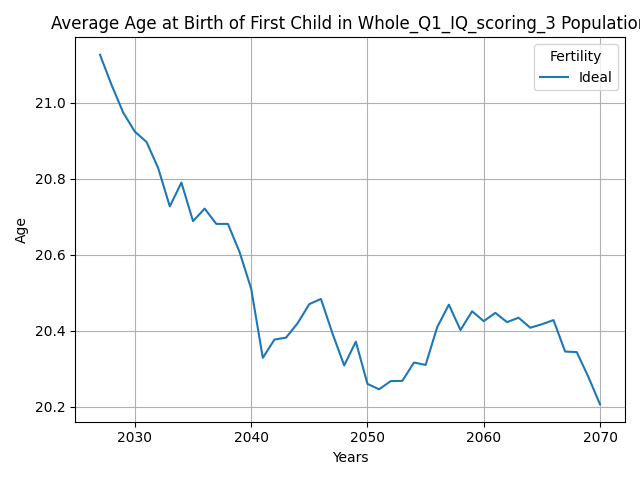 Average Age at Birth of First Child in Whole_Q1_IQ_scoring_3 Population
Fertility
Ideal
21.0
20.8
20.6
20.4
20.2
Age
2030
2040
2050
2060
2070
Years